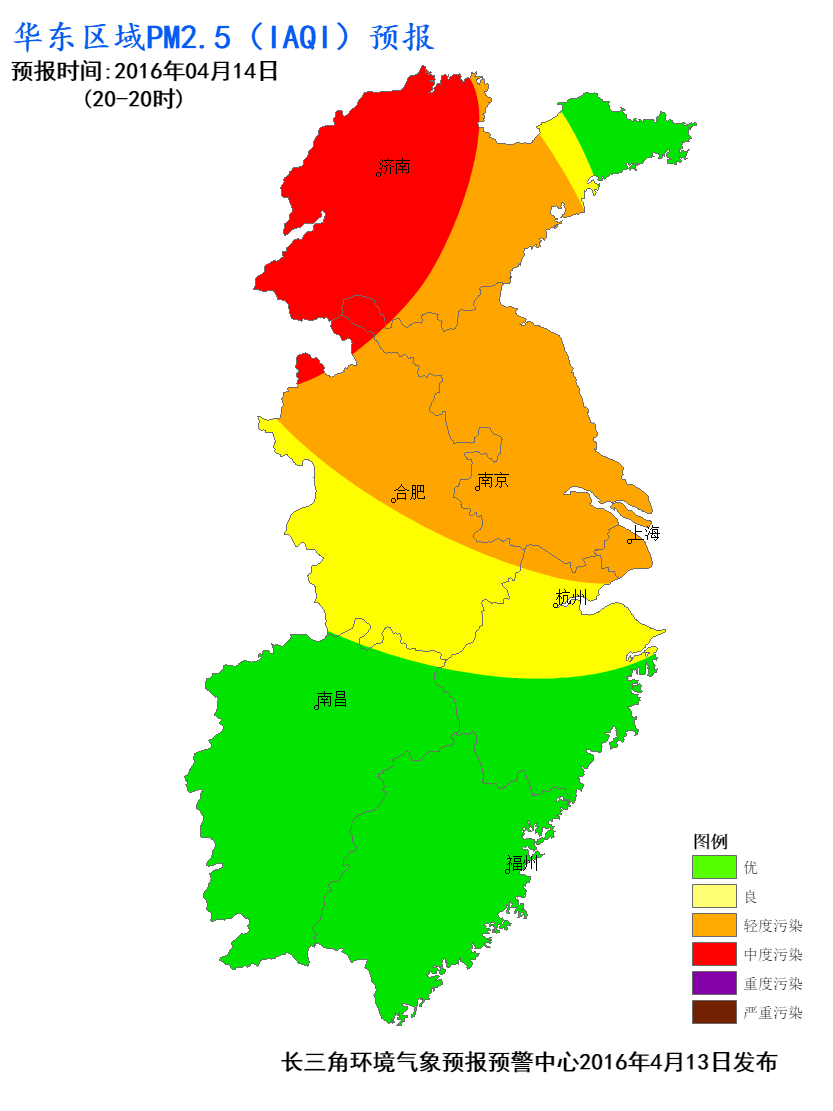 华东区域PM2.5（IAQI）预报
预报时间:2016年04月14日
(20-20时)
济南
南京
合肥
上海
杭州
南昌
福州
图例
优
良
轻度污染
中度污染
重度污染
严重污染
长三角环境气象预报预警中心2016年4月13日发布